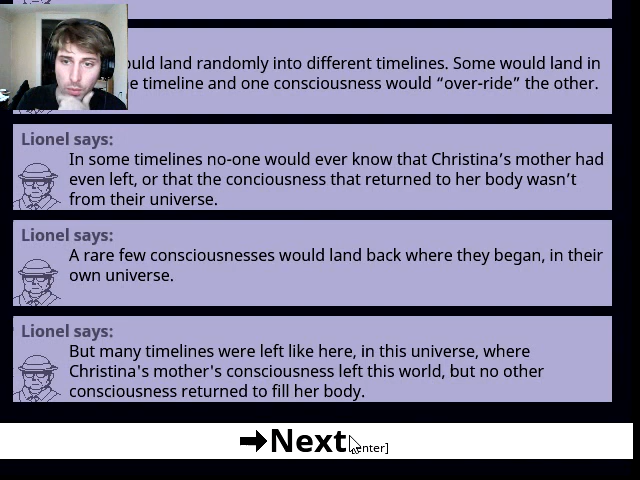 ould land randomly into different timelines. Some would land in
e timeline and one consciousness would “over-ride” the other.
Lionel says:
In some timelines no-one would ever know that Christina’s mother had
even left, or that the conciousness that returned to her body wasn’t
from their universe.
Lionel says:
A rare few consciousnesses would land back where they began, in their
own universe.
Lionel says:
But many timelines were left like here, in this universe, where
Christina's mother's consciousness left this world, but no other
consciousness returned to fill her body.
➡Next enter]